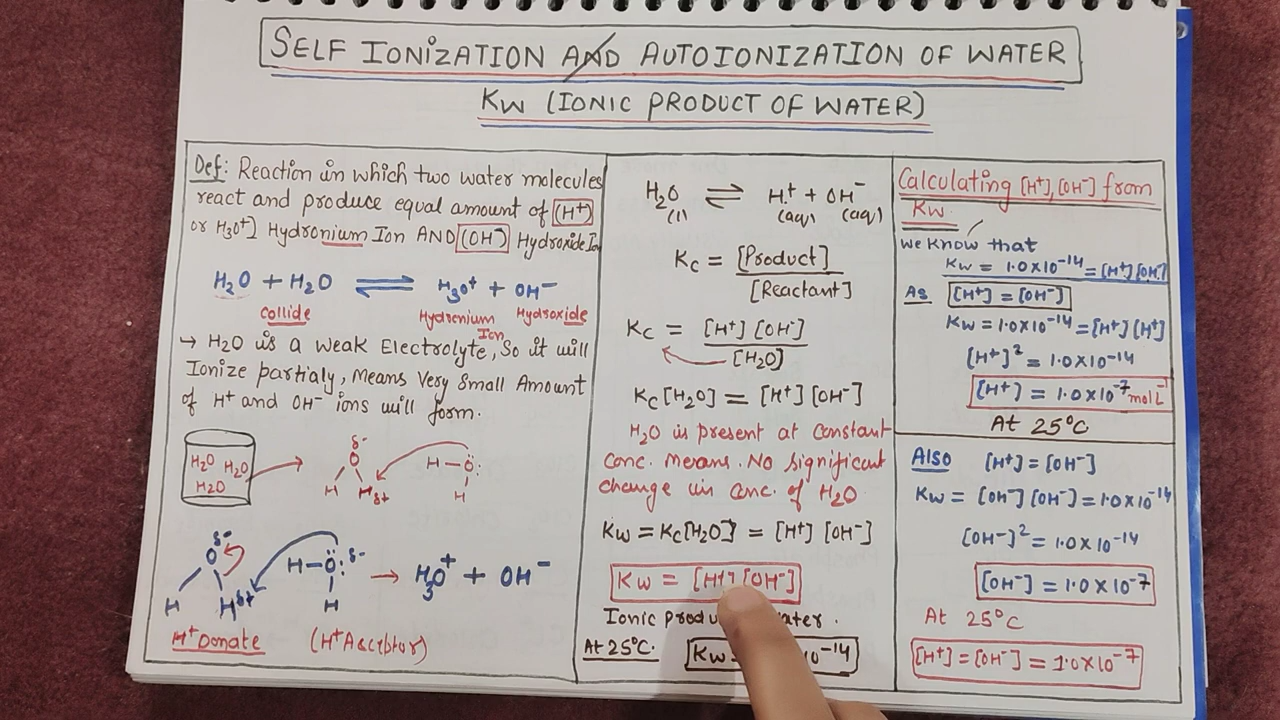 SELF IONIZATION AND AUTOIONIZATION OF WATER
KW (IONIC PRODUCT OF WATER)
Def: Reaction in which two water molecules
react and produce equal amount of (H⁺)
or H3O⁺] Hydronium Ion AND (OH⁻) Hydroxide Io
H₂O + H₂O ⇌ H₃O⁺ + OH⁻
collide Hydronium Ion Hydroxide
→ H₂O is a weak Electrolyte, So it will
Ionize partialy, Means Very Small Amount
of H⁺ and OH⁻ ions will form.
H₂O H₂O
H₂O
δ⁻
O H–O:
H Hδ+ H
δ⁻
O H–Ö: δ⁻ → H₃O⁺ + OH⁻
H Hδ+ H
H⁺Donate (H⁺Acceptor)
H₂O ⇌ H⁺ + OH⁻
(l) (aq) (aq)
Kc = [Product]
[Reactant]
Kc = [H⁺] [OH⁻]
[H₂O]
Kc[H₂O] = [H⁺] [OH⁻]
H₂O is present at Constant
Conc. Means. No Significant
change in Conc. of H₂O
Kw = Kc[H₂O] = [H⁺] [OH⁻]
Kw = [H⁺] [OH⁻]
Ionic
At 25°C. Kw
Calculating [H⁺], [OH⁻] from
Kw.
we know that
Kw = 1.0×10⁻¹⁴ = [H⁺] [OH⁻]
As [H⁺] = [OH⁻]
Kw = 1.0×10⁻¹⁴ = [H⁺] [H⁺]
[H⁺]² = 1.0×10⁻¹⁴
[H⁺] = 1.0×10⁻⁷ mol L⁻¹
At 25°C
Also [H⁺] = [OH⁻]
Kw = [OH⁻] [OH⁻] = 1.0×10⁻¹⁴
[OH⁻]² = 1.0×10⁻¹⁴
[OH⁻] = 1.0×10⁻⁷
At 25°C
[H⁺] = [OH⁻] = 1.0×10⁻⁷